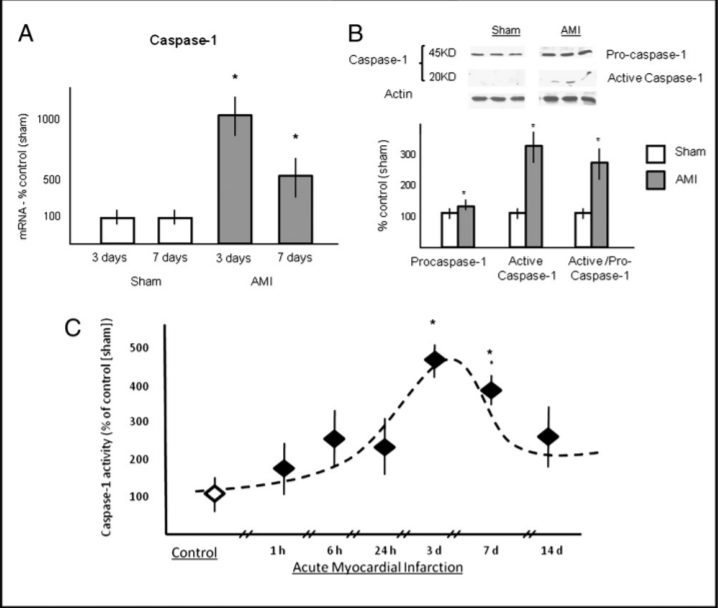 A
Caspase-1
mRNA - % control (sham)
1000
500
100
*
*
3 days 7 days 3 days 7 days
Sham AMI
B
Sham AMI
Caspase-1
45KD
20KD
Pro-caspase-1
Active Caspase-1
Actin
% control (sham)
300
200
100
*
*
*
Sham
AMI
Procaspase-1
Active
Caspase-1
Active/Pro-
Caspase-1
C
Caspase-1 activity (% of control [sham])
500
400
300
200
100
*
*
*
Control 1 h 6 h 24 h 3 d 7 d 14 d
Acute Myocardial Infarction